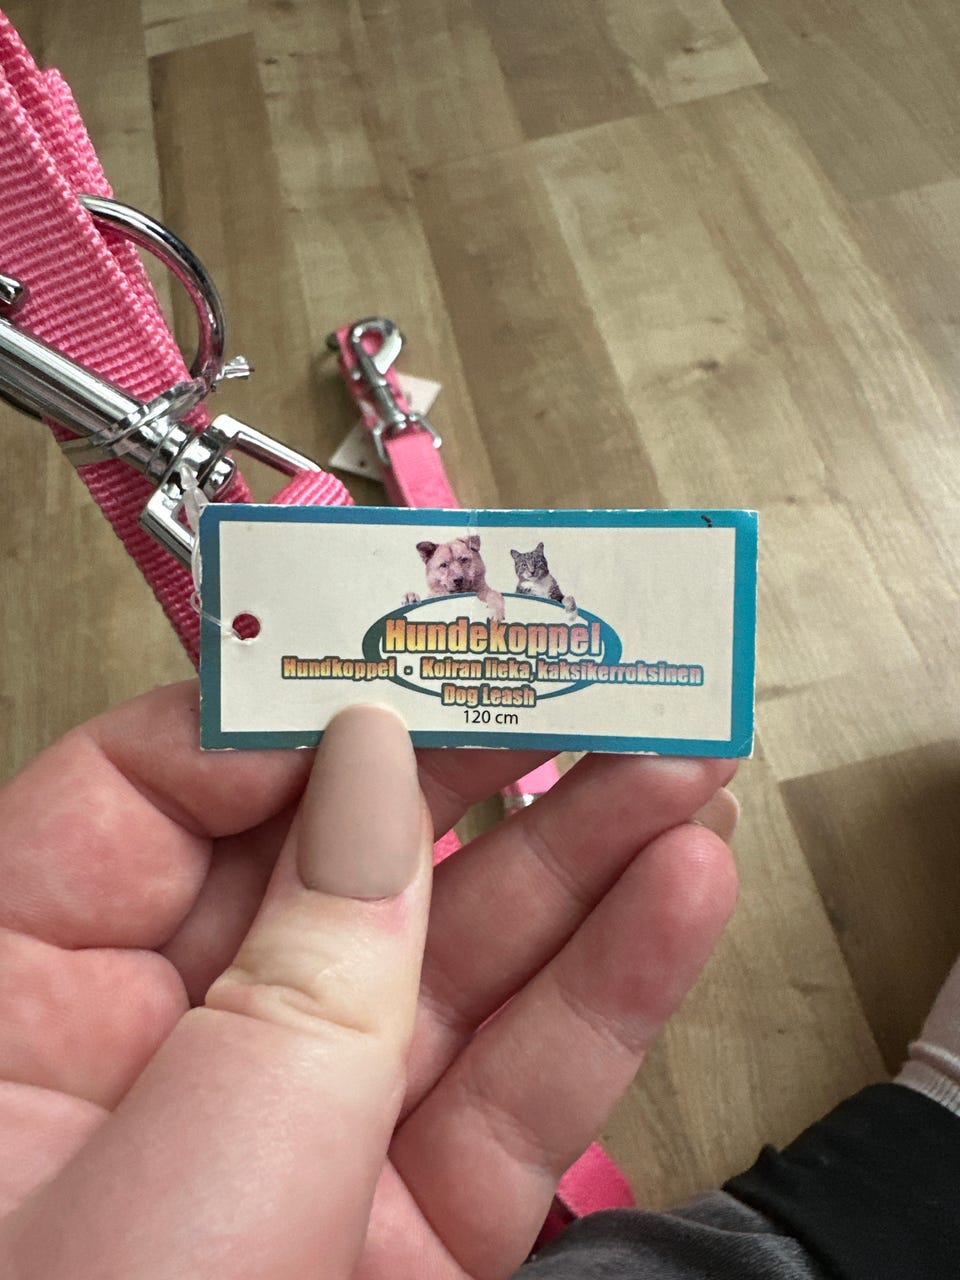 Hundekoppel
Hundkoppel - Koiran lieka, kaksikerroksinen
Dog Leash
120 cm